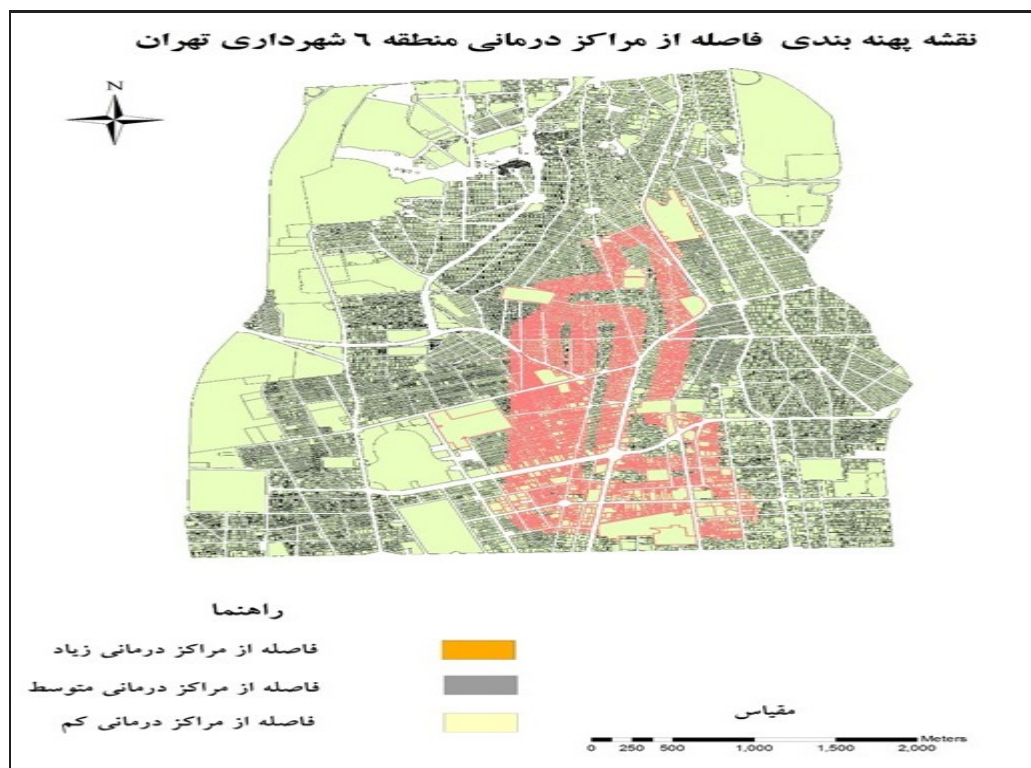 نقشه پهنه بندی فاصله از مراکز درمانی منطقه ٦ شهرداری تهران
N
راهنما
فاصله از مراکز درمانی زیاد
فاصله از مراکز درمانی متوسط
فاصله از مراکز درمانی کم
مقیاس
0 250 500 1,000 1,500 2,000 Meters